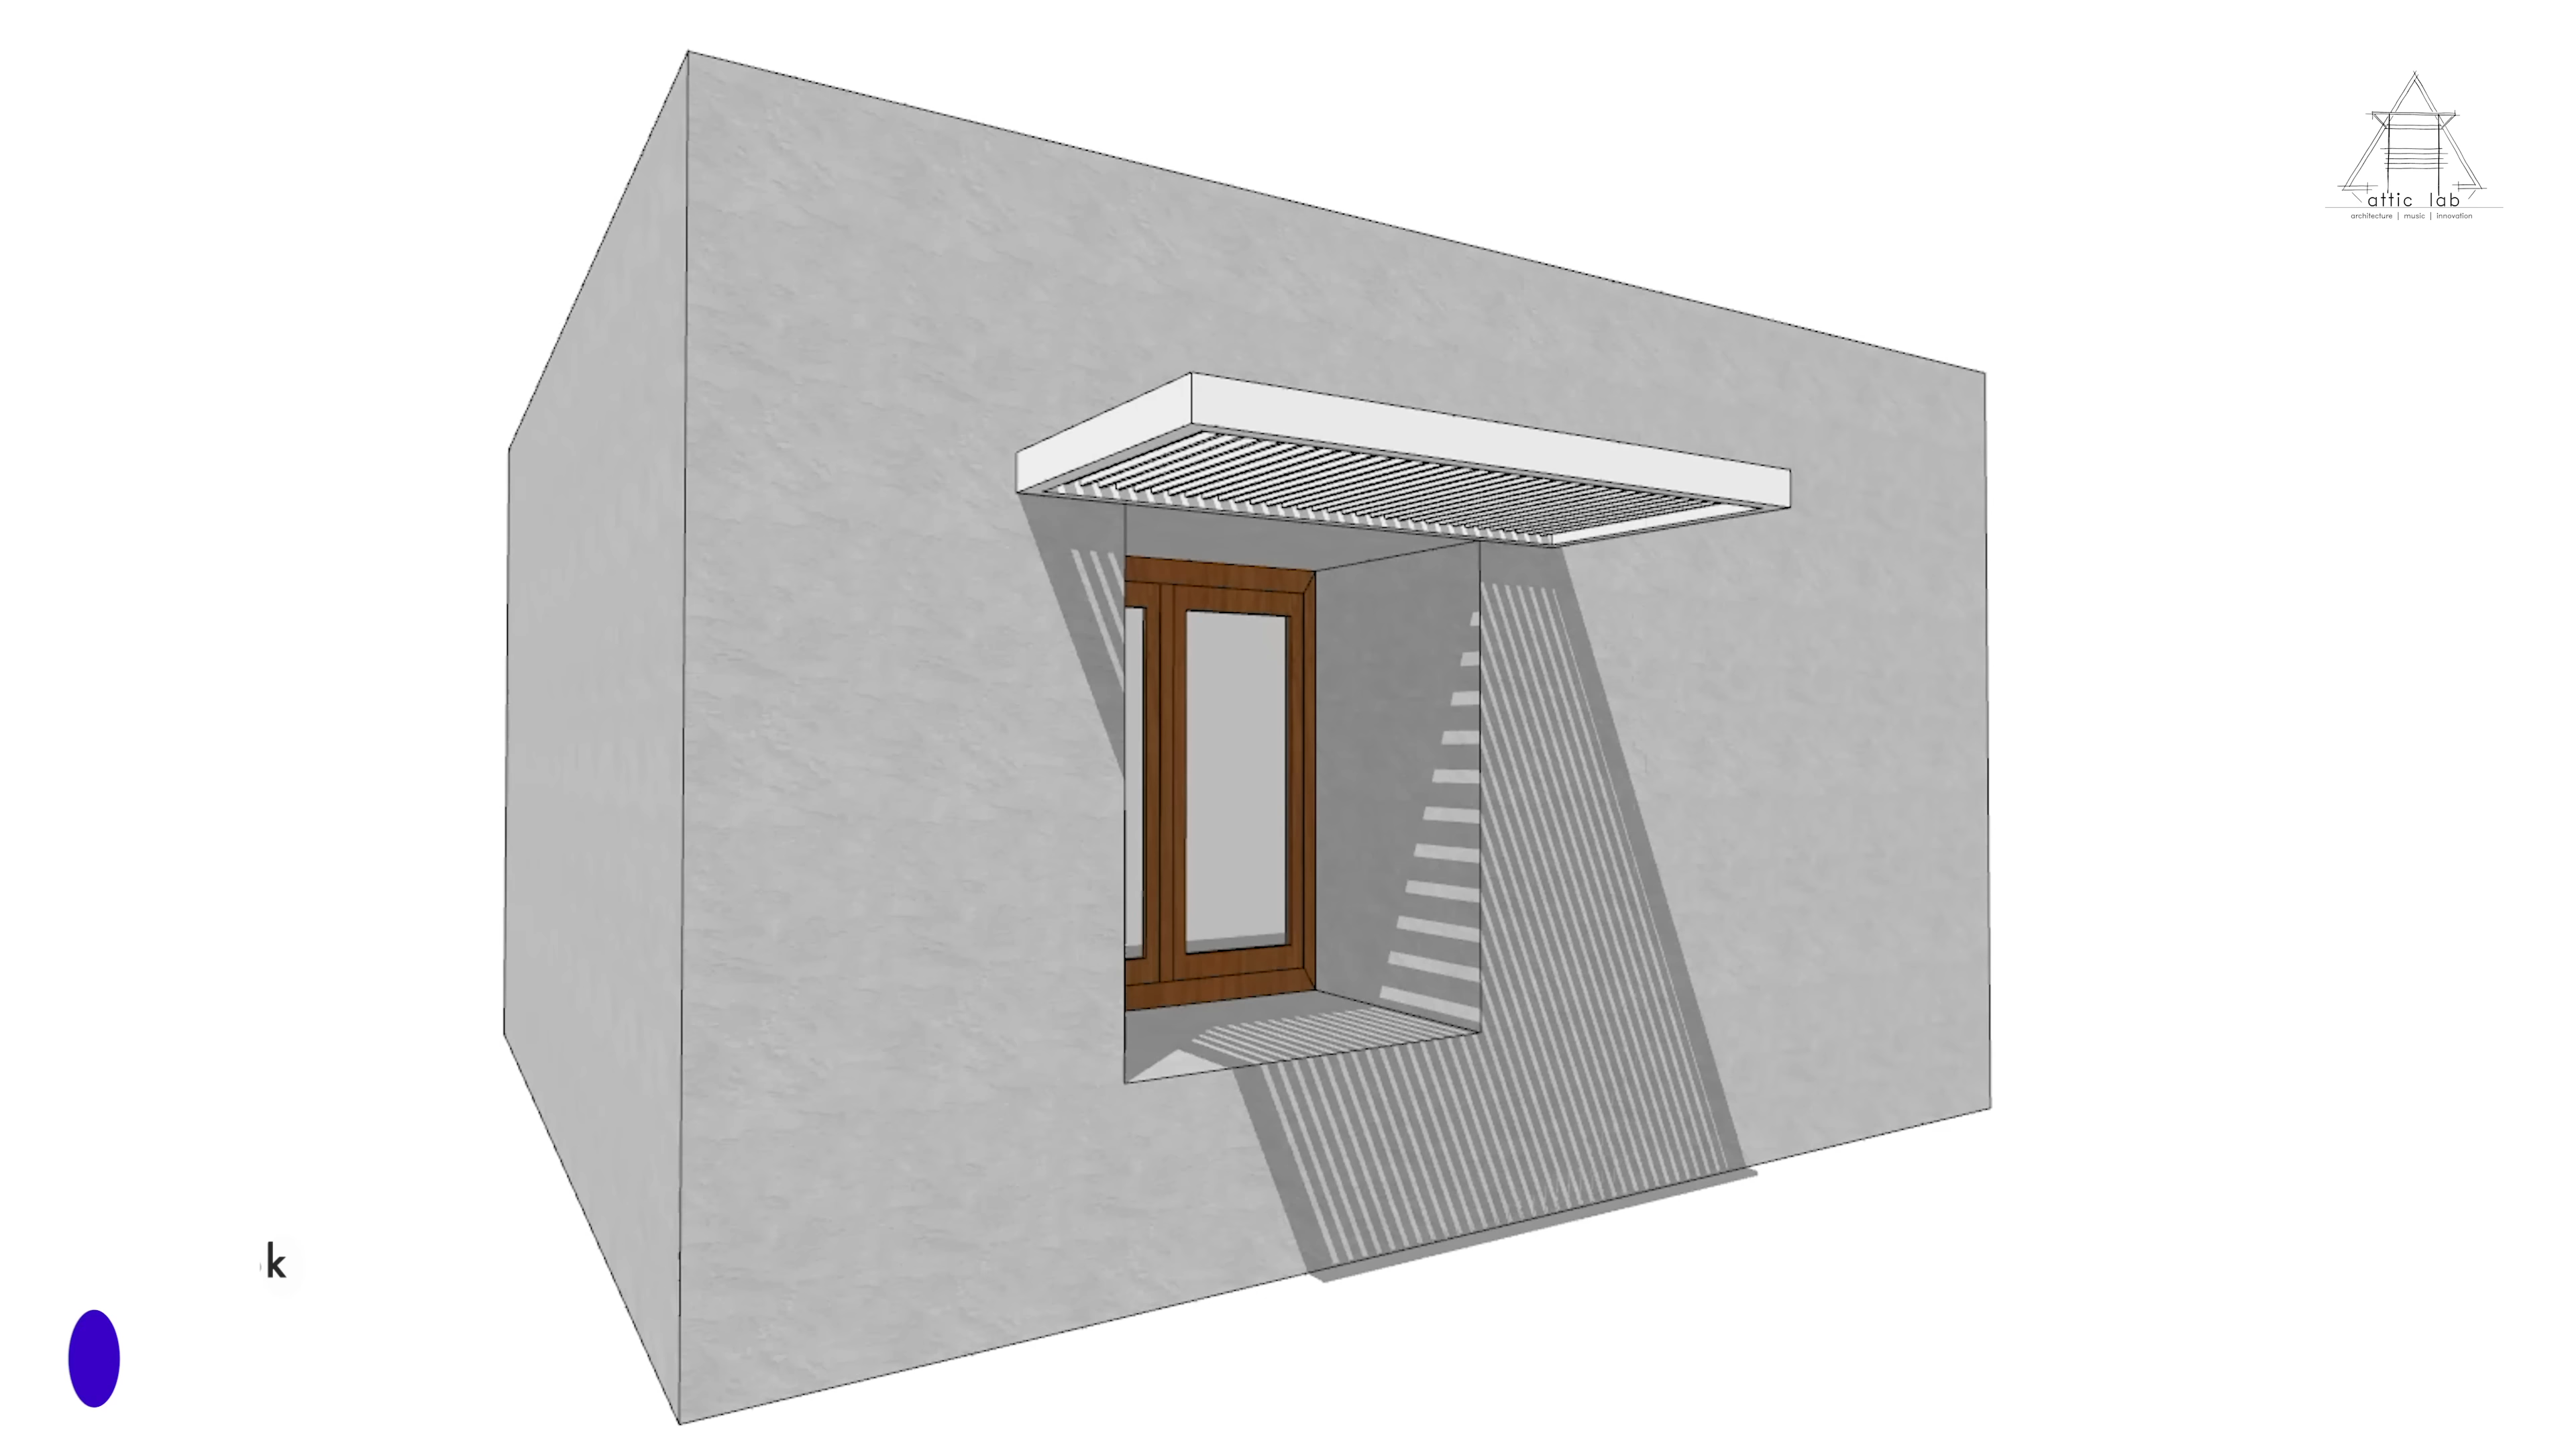 attic lab
architecture | music | innovation
k